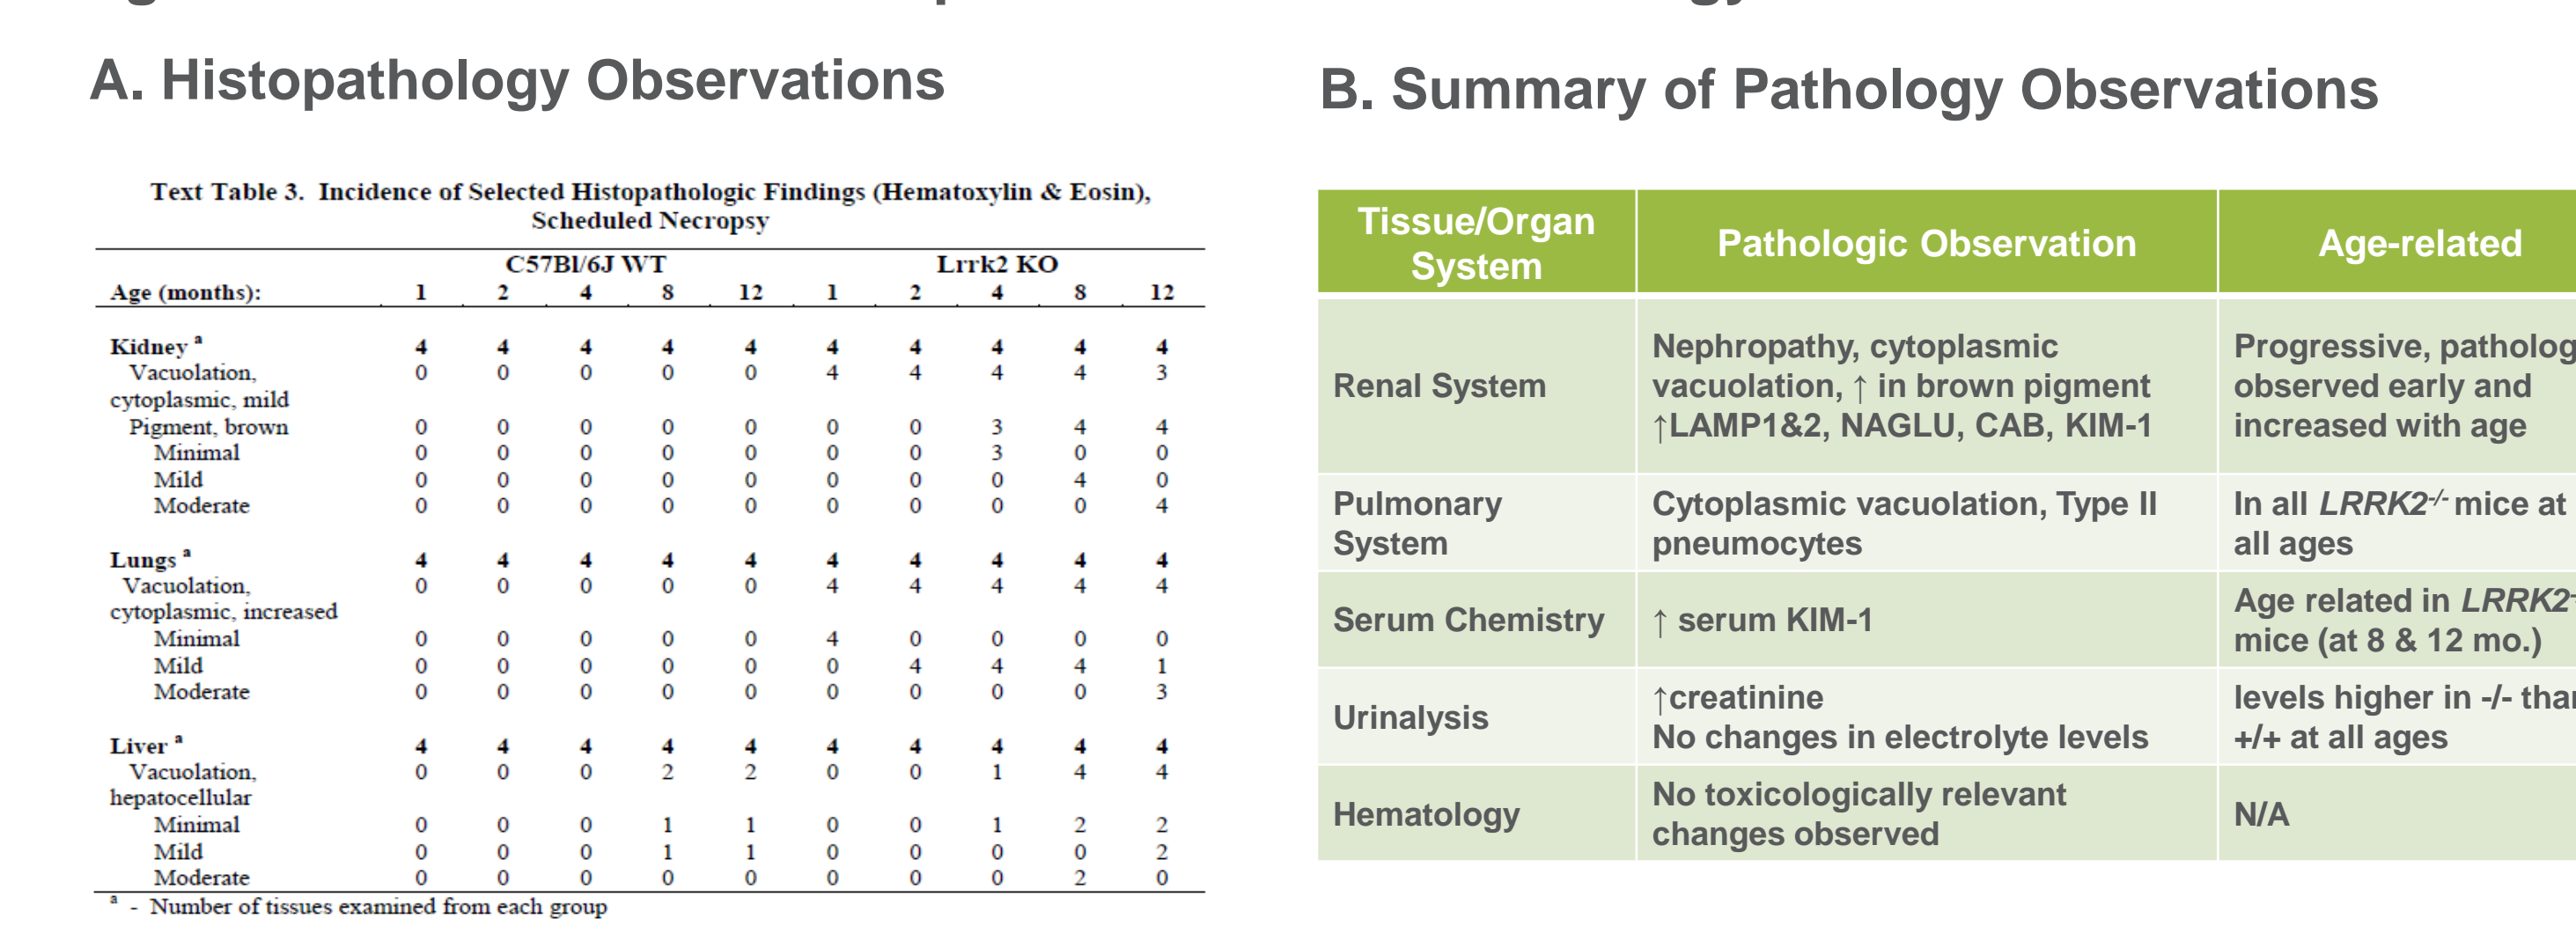 A. Histopathology Observations
Text Table 3. Incidence of Selected Histopathologic Findings (Hematoxylin & Eosin),
Scheduled Necropsy
C57Bl/6J WT Lrrk2 KO
Age (months): 1 2 4 8 12 1 2 4 8 12
Kidney a 4 4 4 4 4 4 4 4 4 4
Vacuolation, 0 0 0 0 0 4 4 4 4 3
cytoplasmic, mild
Pigment, brown 0 0 0 0 0 0 0 3 4 4
Minimal 0 0 0 0 0 0 0 3 0 0
Mild 0 0 0 0 0 0 0 0 4 0
Moderate 0 0 0 0 0 0 0 0 0 4
Lungs a 4 4 4 4 4 4 4 4 4 4
Vacuolation, 0 0 0 0 0 4 4 4 4 4
cytoplasmic, increased
Minimal 0 0 0 0 0 4 0 0 0 0
Mild 0 0 0 0 0 0 4 4 4 1
Moderate 0 0 0 0 0 0 0 0 0 3
Liver a 4 4 4 4 4 4 4 4 4 4
Vacuolation, 0 0 0 2 2 0 0 1 4 4
hepatocellular
Minimal 0 0 0 1 1 0 0 1 2 2
Mild 0 0 0 1 1 0 0 0 0 2
Moderate 0 0 0 0 0 0 0 0 2 0
a - Number of tissues examined from each group
B. Summary of Pathology Observations
Tissue/Organ
System
Pathologic Observation
Age-related
Renal System
Nephropathy, cytoplasmic
vacuolation, ↑ in brown pigment
↑LAMP1&2, NAGLU, CAB, KIM-1
Progressive, patholog
observed early and
increased with age
Pulmonary
System
Cytoplasmic vacuolation, Type II
pneumocytes
In all LRRK2-/- mice at
all ages
Serum Chemistry
↑ serum KIM-1
Age related in LRRK2-
mice (at 8 & 12 mo.)
Urinalysis
↑creatinine
No changes in electrolyte levels
levels higher in -/- than
+/+ at all ages
Hematology
No toxicologically relevant
changes observed
N/A